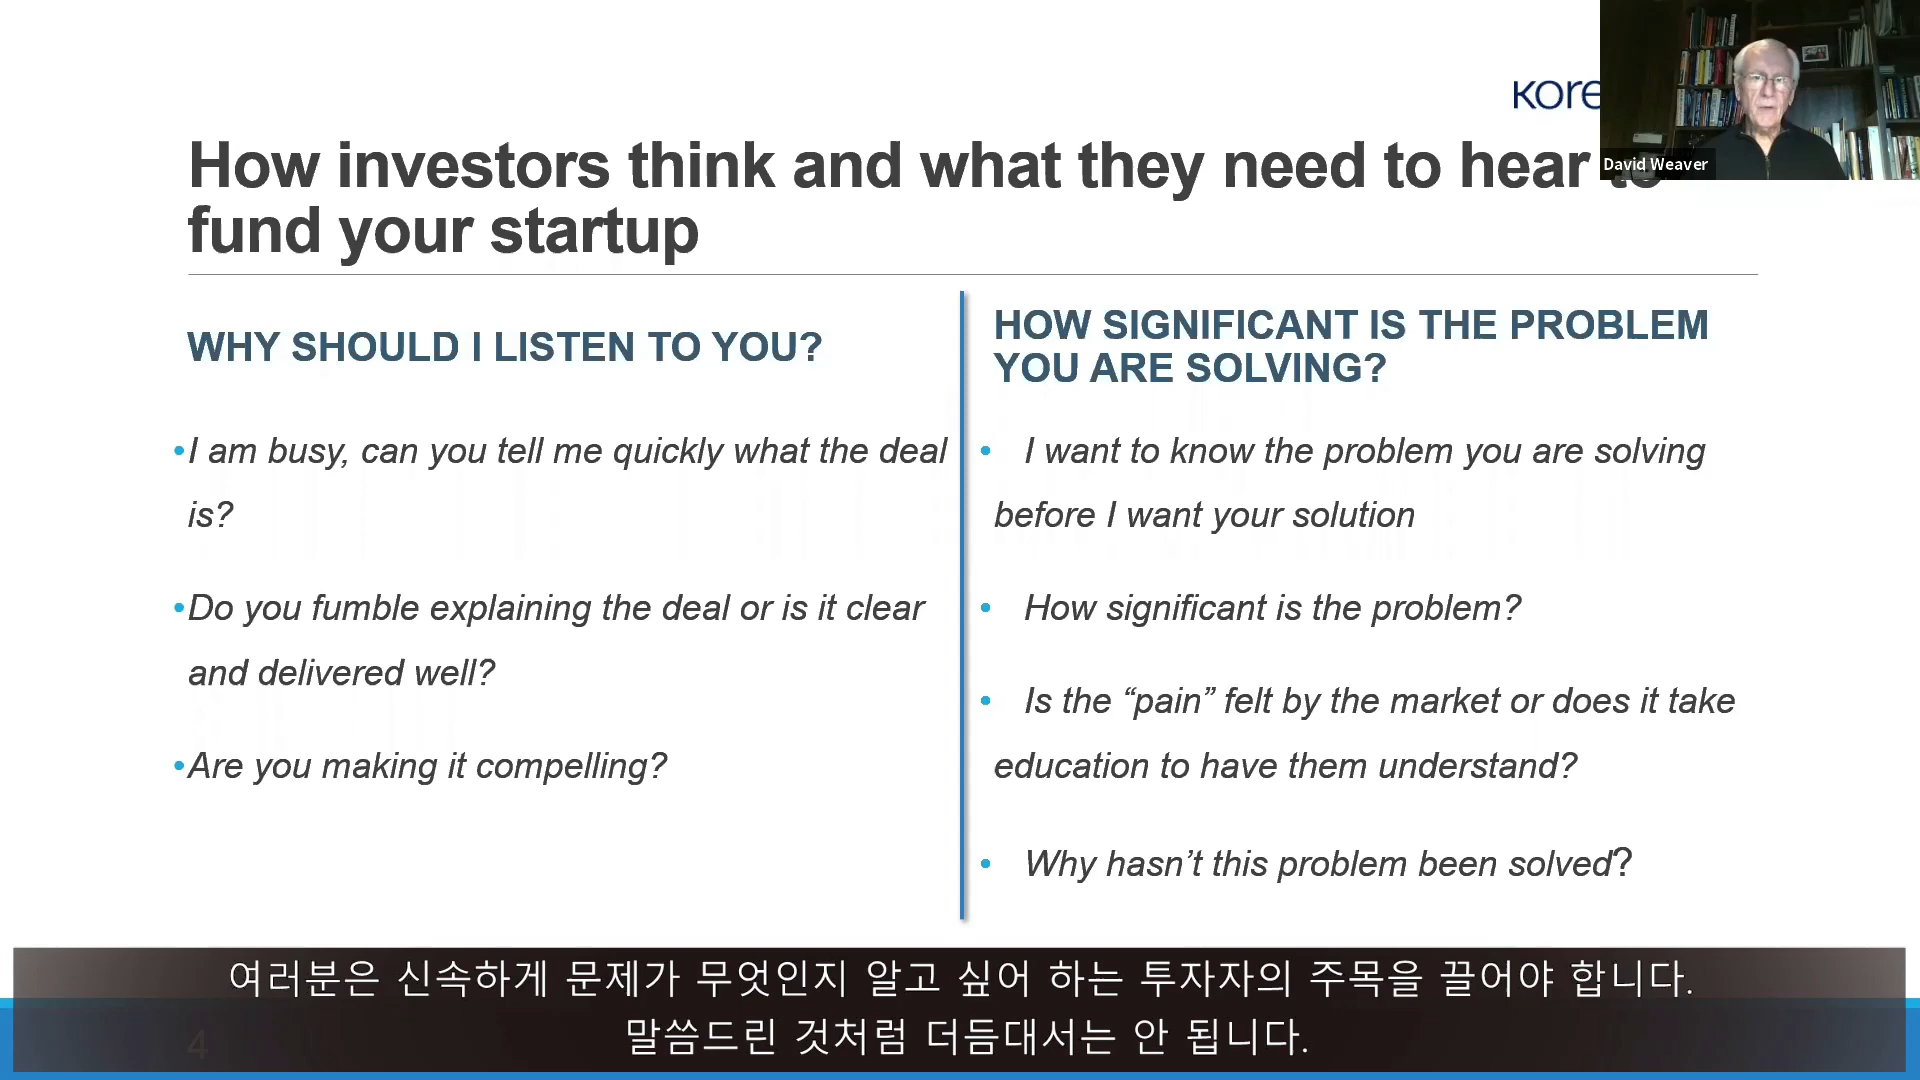 Kore
David Weaver
How investors think and what they need to hear to
fund your startup
WHY SHOULD I LISTEN TO YOU?
•I am busy, can you tell me quickly what the deal
is?
•Do you fumble explaining the deal or is it clear
and delivered well?
•Are you making it compelling?
HOW SIGNIFICANT IS THE PROBLEM
YOU ARE SOLVING?
• I want to know the problem you are solving
before I want your solution
• How significant is the problem?
• Is the “pain” felt by the market or does it take
education to have them understand?
• Why hasn’t this problem been solved?
여러분은 신속하게 문제가 무엇인지 알고 싶어 하는 투자자의 주목을 끌어야 합니다.
말씀드린 것처럼 더듬대서는 안 됩니다.
4